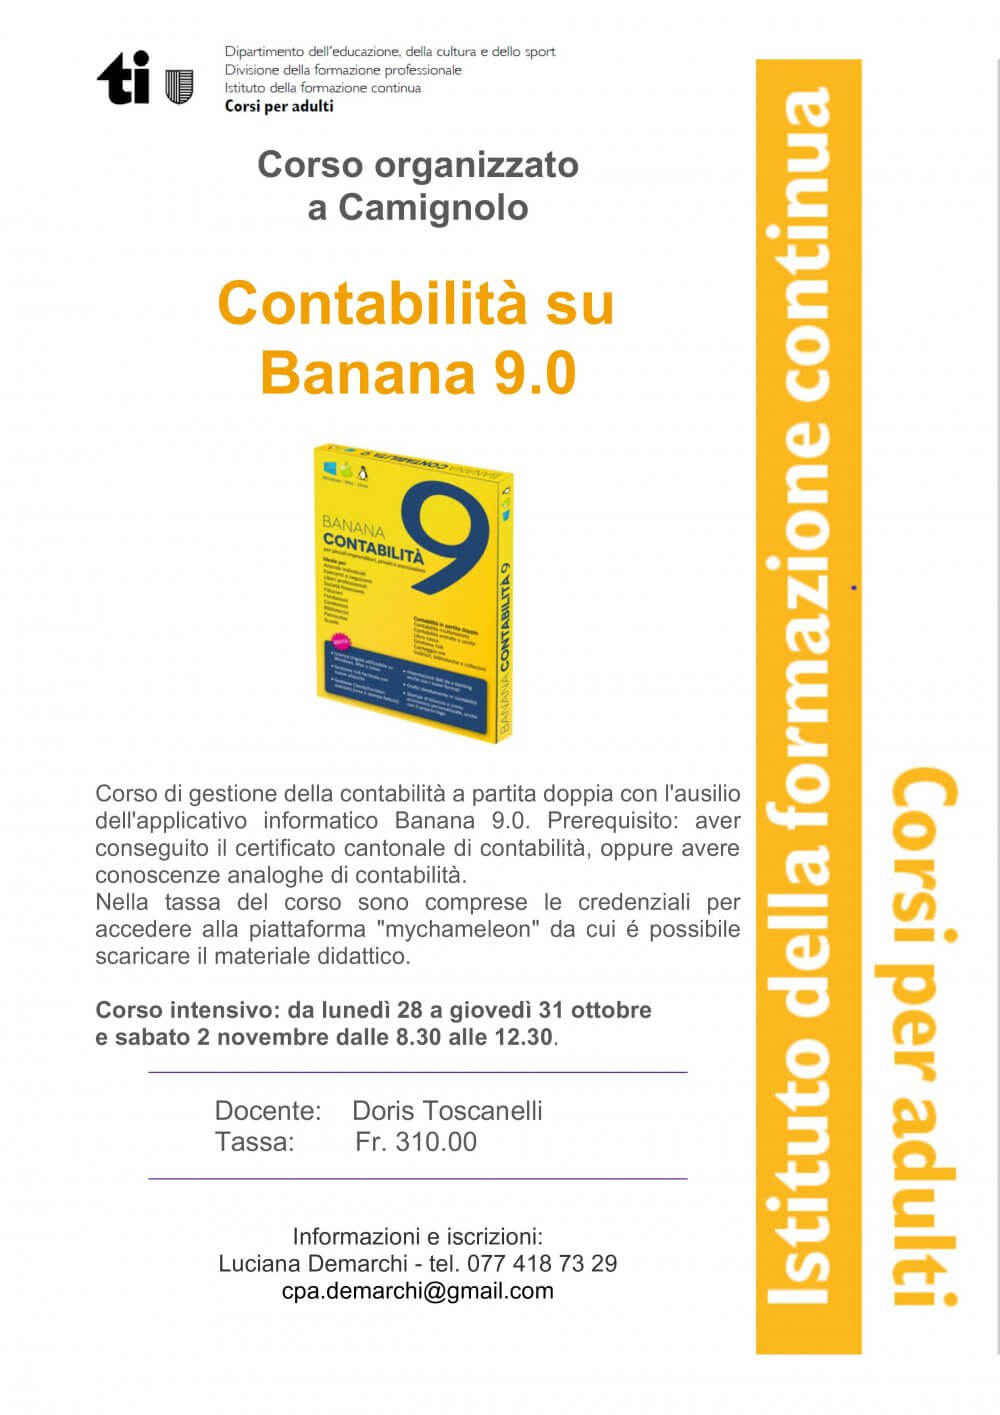 ti
Dipartimento dell'educazione, della cultura e dello sport
Divisione della formazione professionale
Istituto della formazione continua
Corsi per adulti
Corso organizzato
a Camignolo
Contabilità su
Banana 9.0
CONTABILITÀ 9
BANANA
CONTABILITÀ
9
BANANA CONTABILITÀ 9
Corso di gestione della contabilità a partita doppia con l'ausilio
dell'applicativo informatico Banana 9.0. Prerequisito: aver
conseguito il certificato cantonale di contabilità, oppure avere
conoscenze analoghe di contabilità.
Nella tassa del corso sono comprese le credenziali per
accedere alla piattaforma "mychameleon" da cui é possibile
scaricare il materiale didattico.
Corso intensivo: da lunedì 28 a giovedì 31 ottobre
e sabato 2 novembre dalle 8.30 alle 12.30.
Docente: Doris Toscanelli
Tassa: Fr. 310.00
Informazioni e iscrizioni:
Luciana Demarchi - tel. 077 418 73 29
cpa.demarchi@gmail.com
Istituto della formazione continua
Corsi per adulti